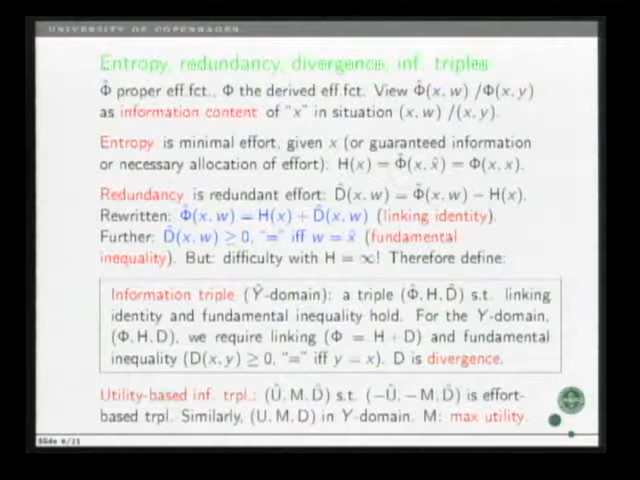 UNIVERSITY OF COPENHAGEN
Entropy, redundancy, divergence, inf. triples
Φ̂ proper eff.fct., Φ the derived eff.fct. View Φ̂(x, w) /Φ(x, y)
as information content of "x" in situation (x, w) /(x, y).
Entropy is minimal effort, given x (or guaranteed information
or necessary allocation of effort): H(x) = Φ̂(x, x̂) = Φ(x, x).
Redundancy is redundant effort: D̂(x, w) = Φ̂(x, w) − H(x).
Rewritten: Φ̂(x, w) = H(x) + D̂(x, w) (linking identity).
Further: D̂(x, w) ≥ 0, "=" iff w = x̂ (fundamental
inequality). But: difficulty with H = ∞! Therefore define:
Information triple (Ŷ-domain): a triple (Φ̂, H, D̂) s.t. linking
identity and fundamental inequality hold. For the Y-domain,
(Φ, H, D), we require linking (Φ = H + D) and fundamental
inequality (D(x, y) ≥ 0, "=" iff y = x). D is divergence.
Utility-based inf. trpl.: (Û, M, D̂) s.t. (−Û, −M, D̂) is effort-
based trpl. Similarly, (U, M, D) in Y-domain. M: max utility.
Slide 6/21